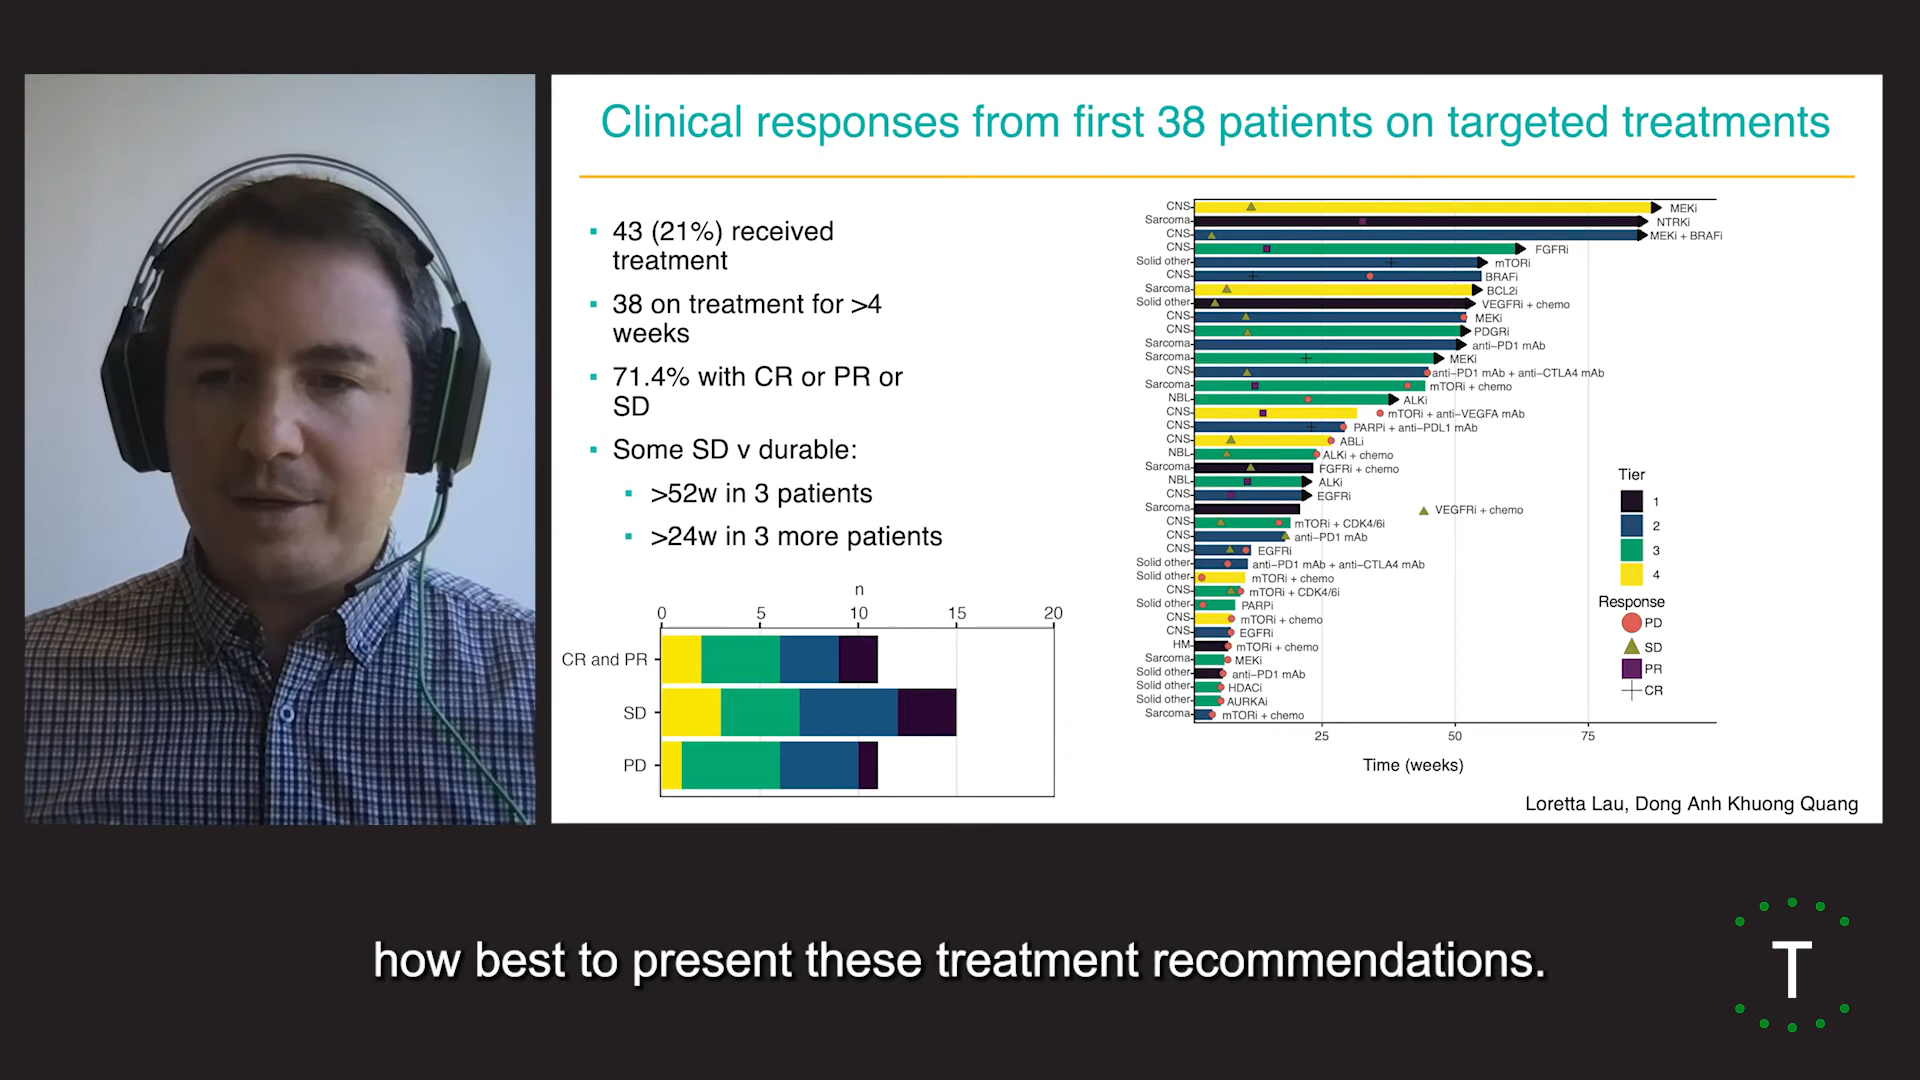 Clinical responses from first 38 patients on targeted treatments
43 (21%) received
treatment
38 on treatment for >4
weeks
71.4% with CR or PR or
SD
Some SD v durable:
>52w in 3 patients
>24w in 3 more patients
n
0 5 10 15 20
CR and PR
SD
PD
CNS MEKi
Sarcoma NTRKi
CNS MEKi + BRAFi
CNS FGFRi
Solid other mTORi
CNS BRAFi
Sarcoma BCL2i
Solid other VEGFRi + chemo
CNS MEKi
CNS PDGRi
Sarcoma anti-PD1 mAb
Sarcoma MEKi
CNS anti-PD1 mAb + anti-CTLA4 mAb
Sarcoma mTORi + chemo
NBL ALKi
CNS mTORi + anti-VEGFA mAb
CNS PARPi + anti-PDL1 mAb
CNS ABLi
NBL ALKi + chemo
Sarcoma FGFRi + chemo
NBL ALKi
CNS EGFRi
Sarcoma VEGFRi + chemo
CNS mTORi + CDK4/6i
CNS anti-PD1 mAb
CNS EGFRi
Solid other anti-PD1 mAb + anti-CTLA4 mAb
Solid other mTORi + chemo
CNS mTORi + CDK4/6i
Solid other PARPi
CNS mTORi + chemo
CNS EGFRi
HM mTORi + chemo
Sarcoma MEKi
Solid other anti-PD1 mAb
Solid other HDACi
Solid other AURKAi
Sarcoma mTORi + chemo
25 50 75
Time (weeks)
Tier
1
2
3
4
Response
PD
SD
PR
CR
Loretta Lau, Dong Anh Khuong Quang
how best to present these treatment recommendations.
T